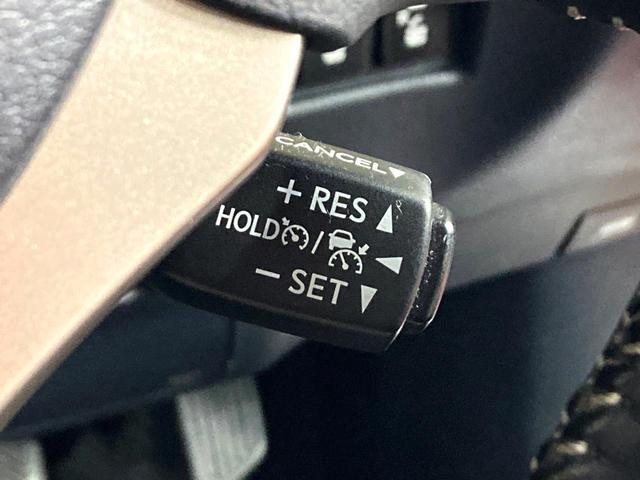 CANCEL▼
+ RES ▲
HOLD / ◀
− SET ▼